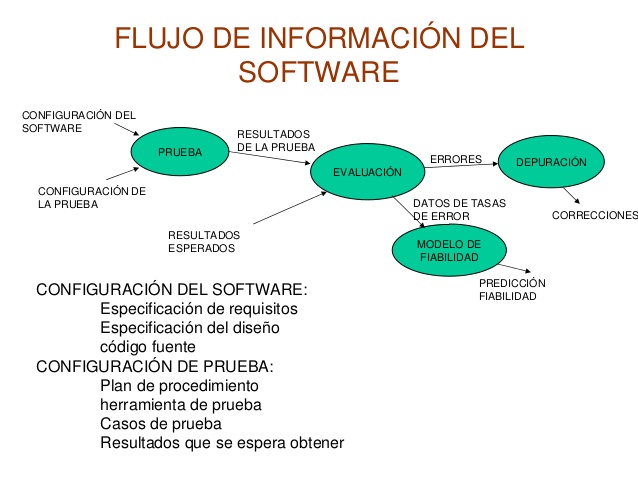 FLUJO DE INFORMACIÓN DEL
SOFTWARE
CONFIGURACIÓN DEL
SOFTWARE
PRUEBA
RESULTADOS
DE LA PRUEBA
EVALUACIÓN
ERRORES
DEPURACIÓN
CONFIGURACIÓN DE
LA PRUEBA
DATOS DE TASAS
DE ERROR
CORRECCIONES
RESULTADOS
ESPERADOS
MODELO DE
FIABILIDAD
PREDICCIÓN
FIABILIDAD
CONFIGURACIÓN DEL SOFTWARE:
Especificación de requisitos
Especificación del diseño
código fuente
CONFIGURACIÓN DE PRUEBA:
Plan de procedimiento
herramienta de prueba
Casos de prueba
Resultados que se espera obtener